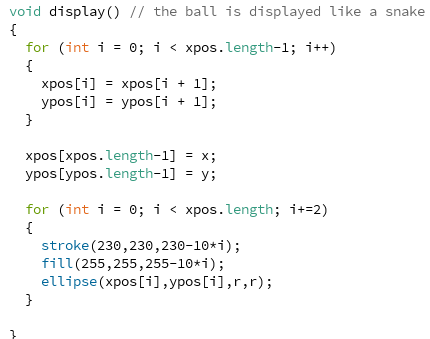 void display() // the ball is displayed like a snake
{
  for (int i = 0; i < xpos.length-1; i++)
  {
    xpos[i] = xpos[i + 1];
    ypos[i] = ypos[i + 1];
  }

  xpos[xpos.length-1] = x;
  ypos[ypos.length-1] = y;

  for (int i = 0; i < xpos.length; i+=2)
  {
    stroke(230,230,230-10*i);
    fill(255,255,255-10*i);
    ellipse(xpos[i],ypos[i],r,r);
  }

}